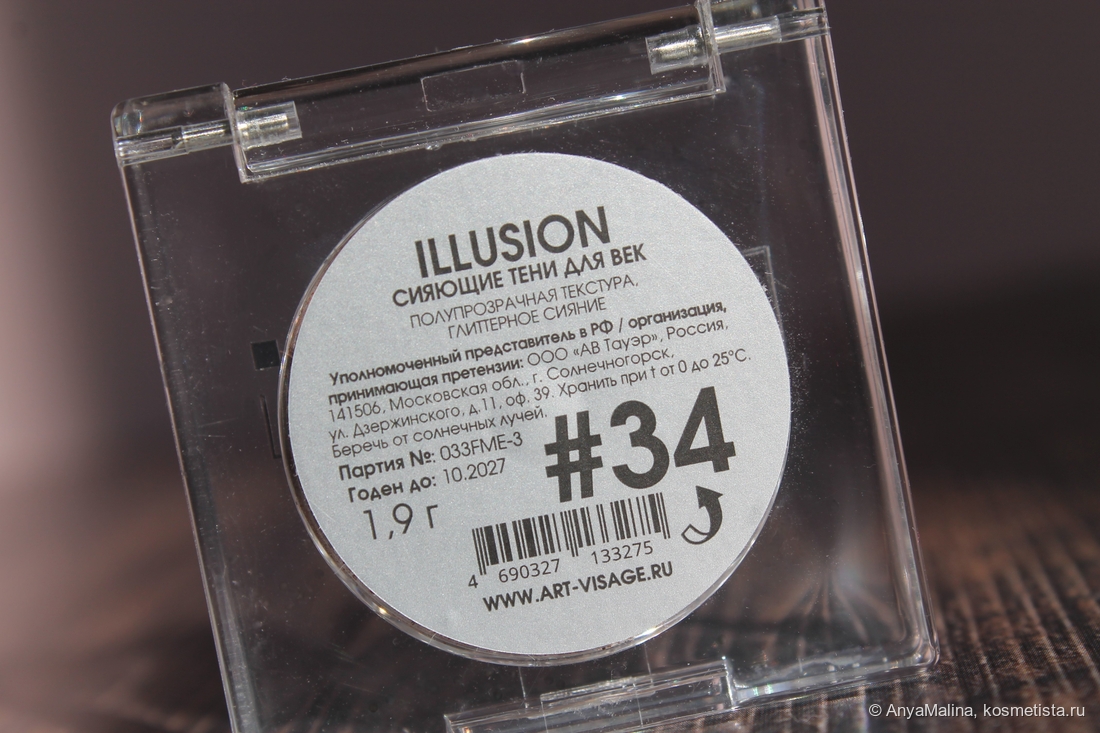 ILLUSION
СИЯЮЩИЕ ТЕНИ ДЛЯ ВЕК
ПОЛУПРОЗРАЧНАЯ ТЕКСТУРА,
ГЛИТТЕРНОЕ СИЯНИЕ
Уполномоченный представитель в РФ / организация,
принимающая претензии: ООО «АВ Тауэр», Россия,
141506, Московская обл., г. Солнечногорск,
ул. Дзержинского, д.11, оф. 39. Хранить при t от 0 до 25°C.
Беречь от солнечных лучей.
Партия №: 033FME-3
Годен до: 10.2027
#34
1,9 г
4 690327 133275
WWW.ART-VISAGE.RU
© AnyaMalina, kosmetista.ru